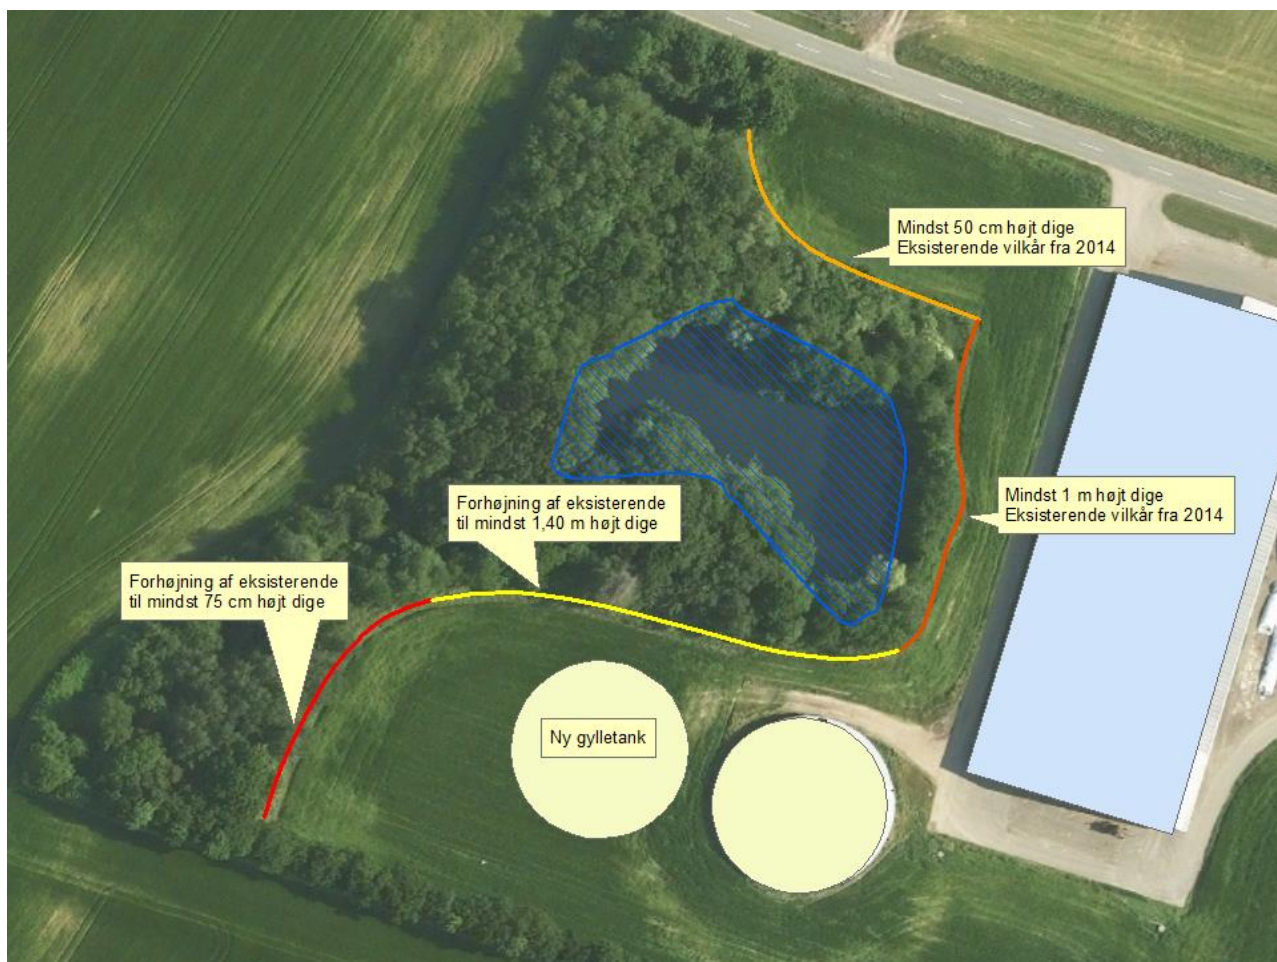 Mindst 50 cm højt dige
Eksisterende vilkår fra 2014
Mindst 1 m højt dige
Eksisterende vilkår fra 2014
Forhøjning af eksisterende
til mindst 1,40 m højt dige
Forhøjning af eksisterende
til mindst 75 cm højt dige
Ny gylletank